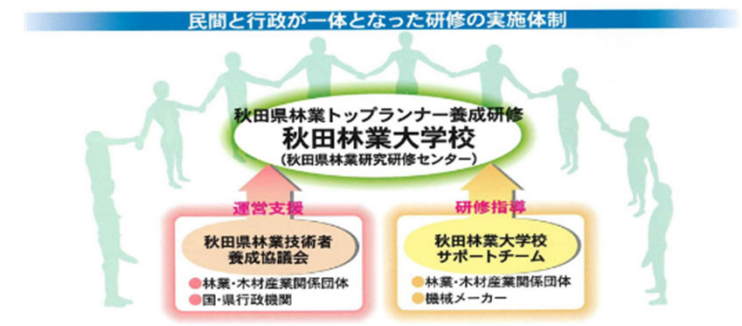 民間と行政が一体となった研修の実施体制
秋田県林業トップランナー養成研修
秋田林業大学校
(秋田県林業研究研修センター)
運営支援
秋田県林業技術者
養成協議会
●林業・木材産業関係団体
●国・県行政機関
研修指導
秋田林業大学校
サポートチーム
●林業・木材産業関係団体
●機械メーカー